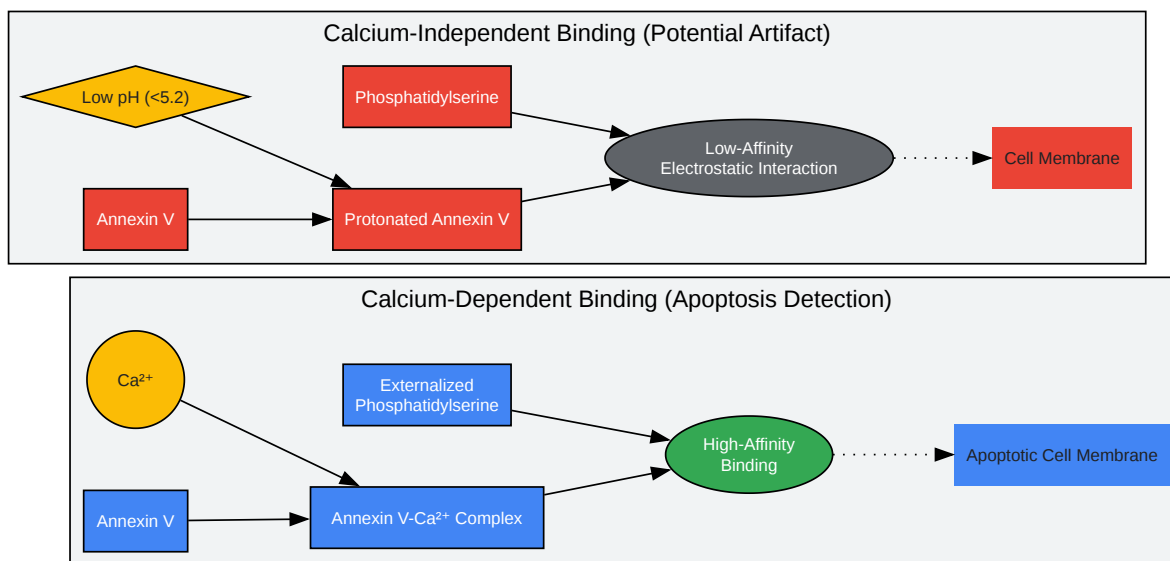 Calcium-Independent Binding (Potential Artifact)
Low pH (<5.2)
Phosphatidylserine
Low-Affinity
Electrostatic Interaction
Cell Membrane
Annexin V
Protonated Annexin V
Calcium-Dependent Binding (Apoptosis Detection)
Ca²⁺
Externalized
Phosphatidylserine
High-Affinity
Binding
Apoptotic Cell Membrane
Annexin V
Annexin V-Ca²⁺ Complex